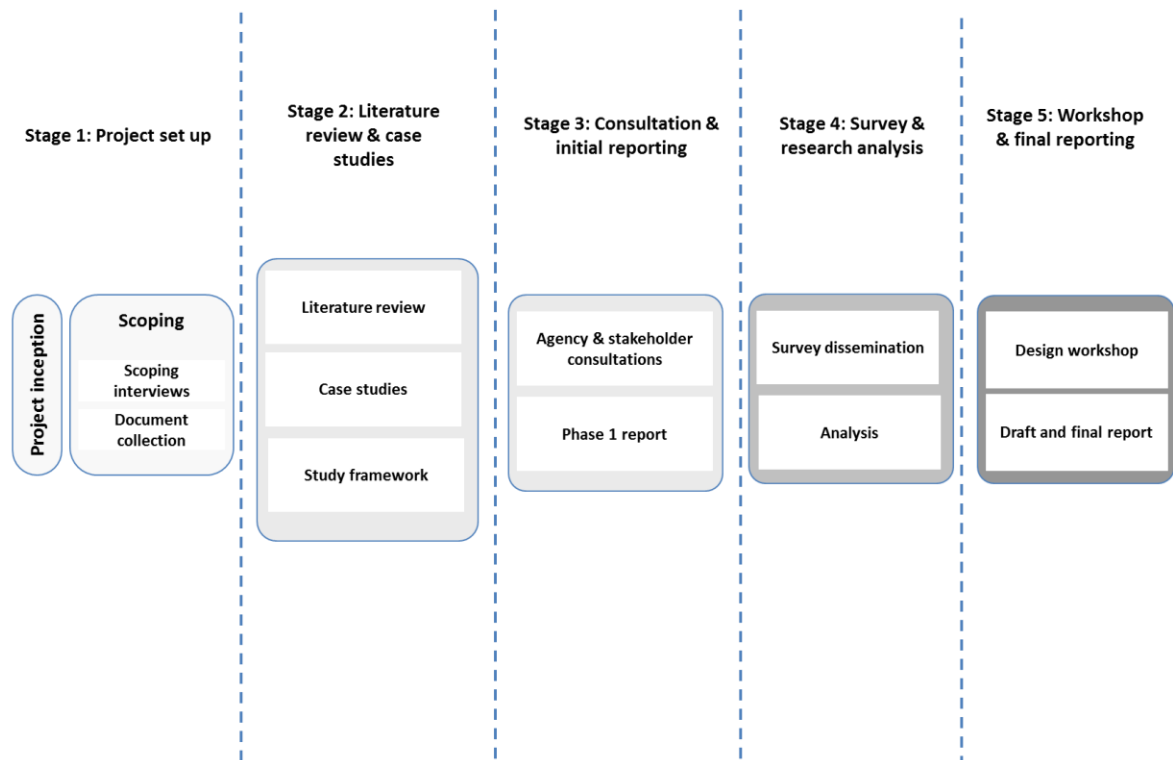 Stage 1: Project set up
Stage 2: Literature
review & case
studies
Stage 3: Consultation &
initial reporting
Stage 4: Survey &
research analysis
Stage 5: Workshop
& final reporting
Project inception
Scoping
Scoping
interviews
Document
collection
Literature review
Case studies
Study framework
Agency & stakeholder
consultations
Phase 1 report
Survey dissemination
Analysis
Design workshop
Draft and final report